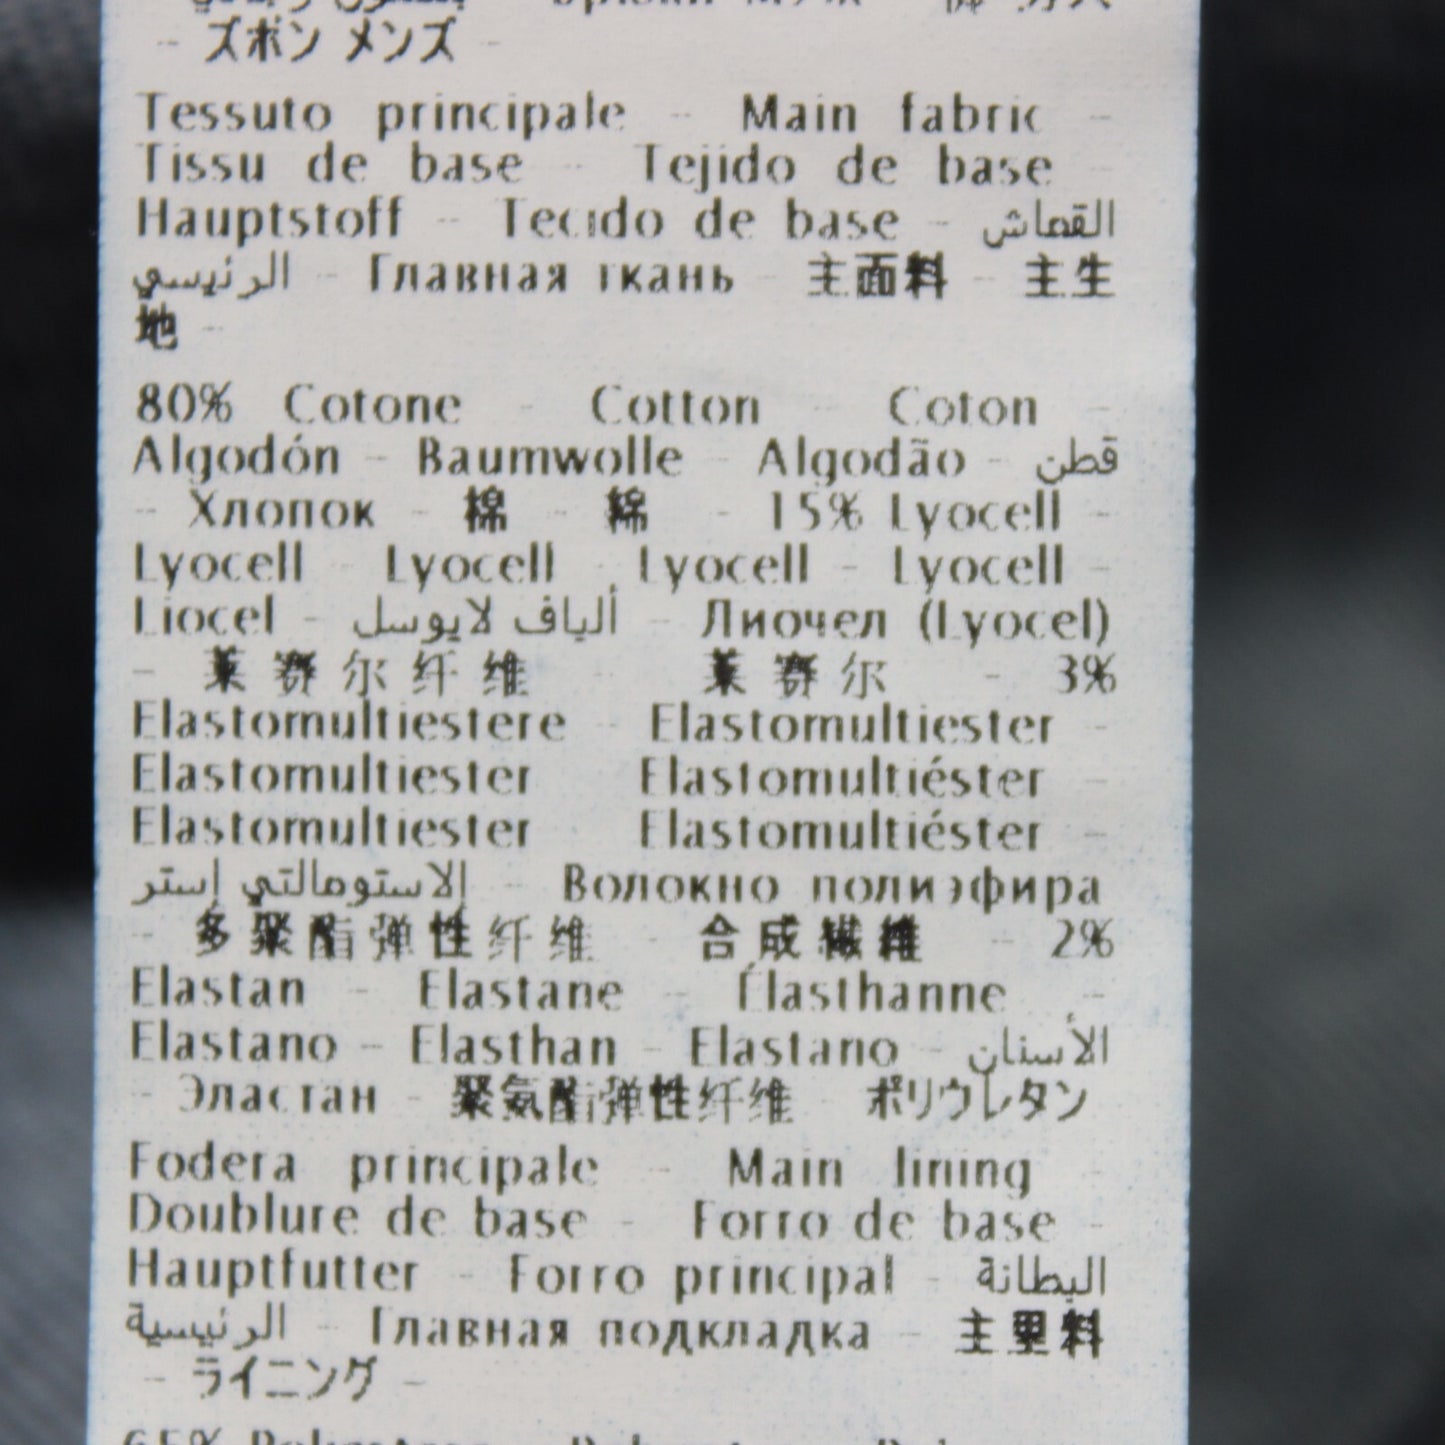 - ズボン メンズ -
Tessuto principale - Main fabric -
Tissu de base - Tejido de base -
Hauptstoff - Tecido de base - القماش
الرئيسي - Главная ткань - 主面料 - 主生
地 -
80% Cotone - Cotton - Coton -
Algodón - Baumwolle - Algodão - قطن
- Хлопок - 棉 - 綿 - 15% Lyocell -
Lyocell - Lyocell - Lyocell - Lyocell -
Liocel - ألياف لايوسل - Лиочел (Lyocel)
- 莱赛尔纤维 - 莱赛尔 - 3%
Elastomultiestere - Elastomultiester -
Elastomultiester - Elastomultiéster -
Elastomultiester - Elastomultiéster -
الاستومالتي إستر - Волокно полиэфира
- 多聚酯弹性纤维 - 合成繊維 - 2%
Elastan - Elastane - Élasthanne -
Elastano - Elasthan - Elastano - الأستان
- Эластан - 聚氨酯弹性纤维 - ポリウレタン
Fodera principale - Main lining -
Doublure de base - Forro de base -
Hauptfutter - Forro principal - البطانة
الرئيسية - Главная подкладка - 主里料
- ライニング -